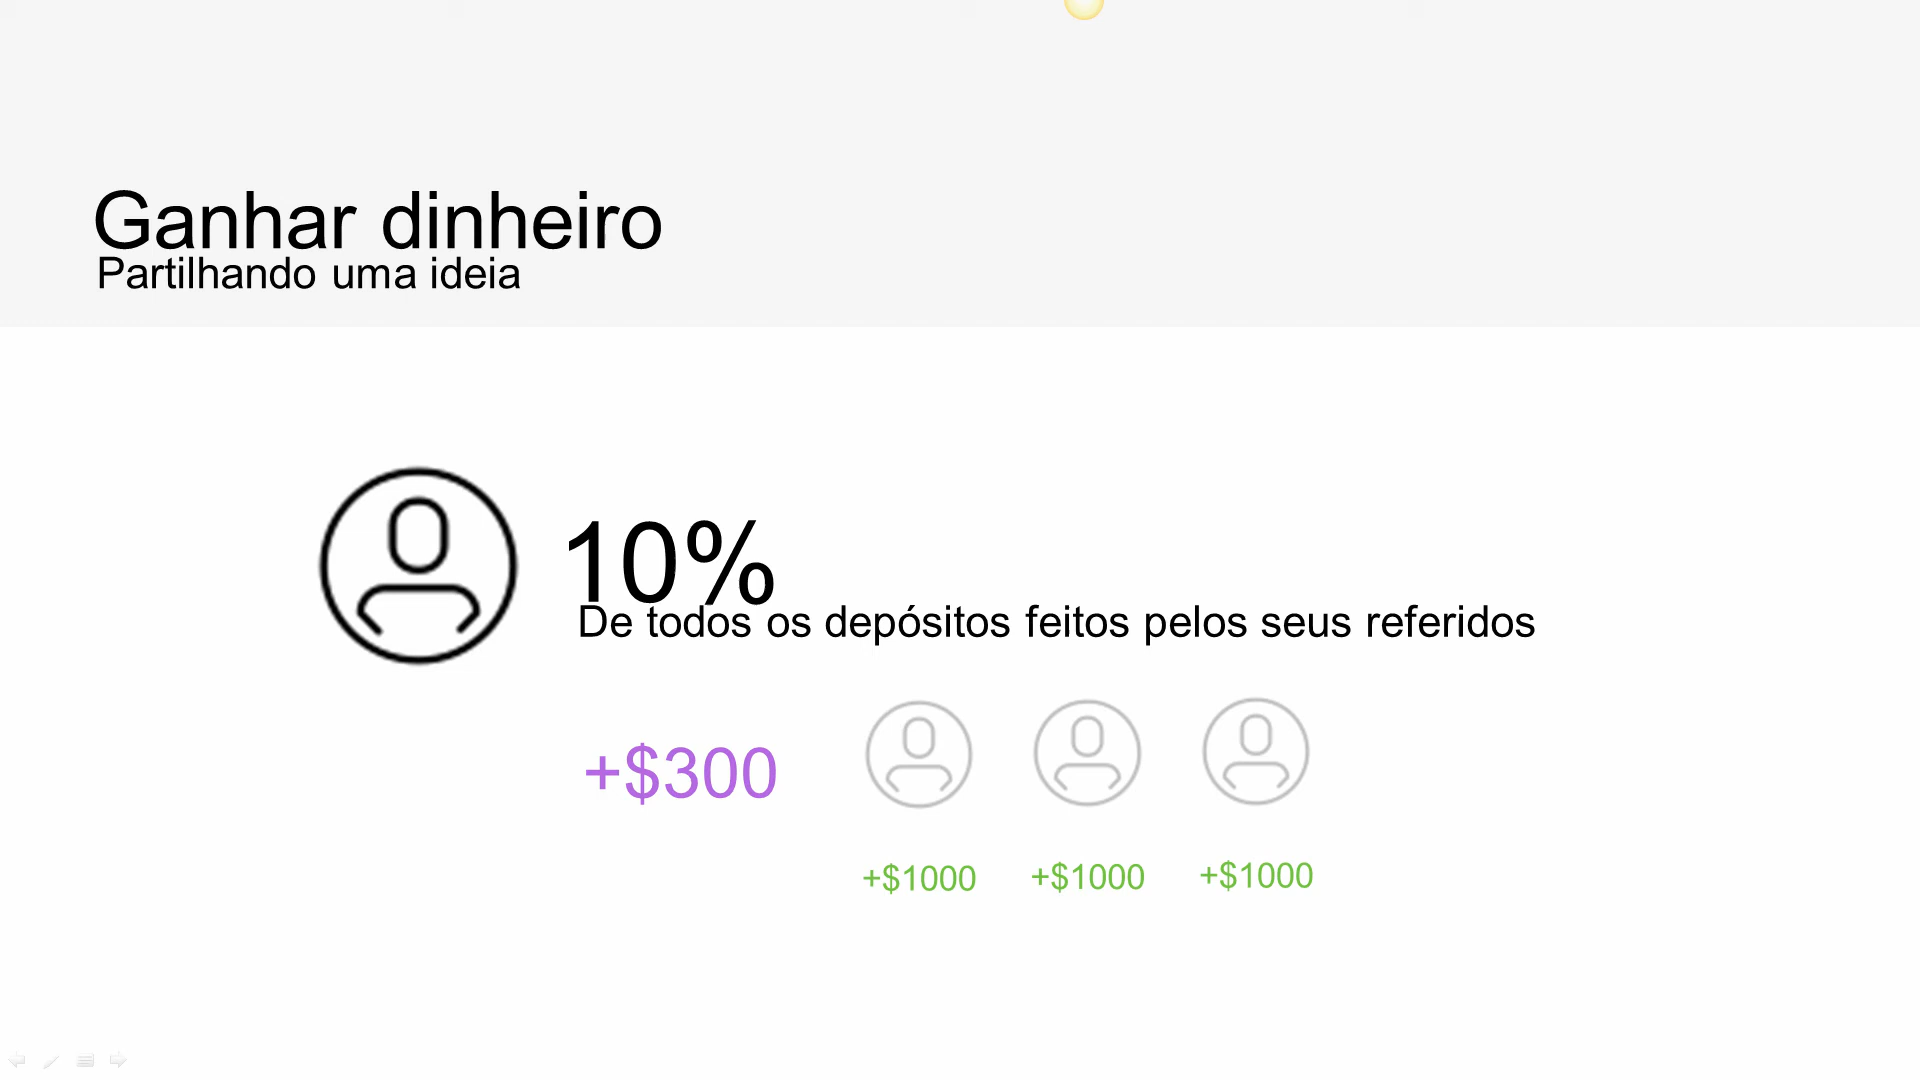 Ganhar dinheiro
Partilhando uma ideia
10%
De todos os depósitos feitos pelos seus referidos
+$300
+$1000 +$1000 +$1000